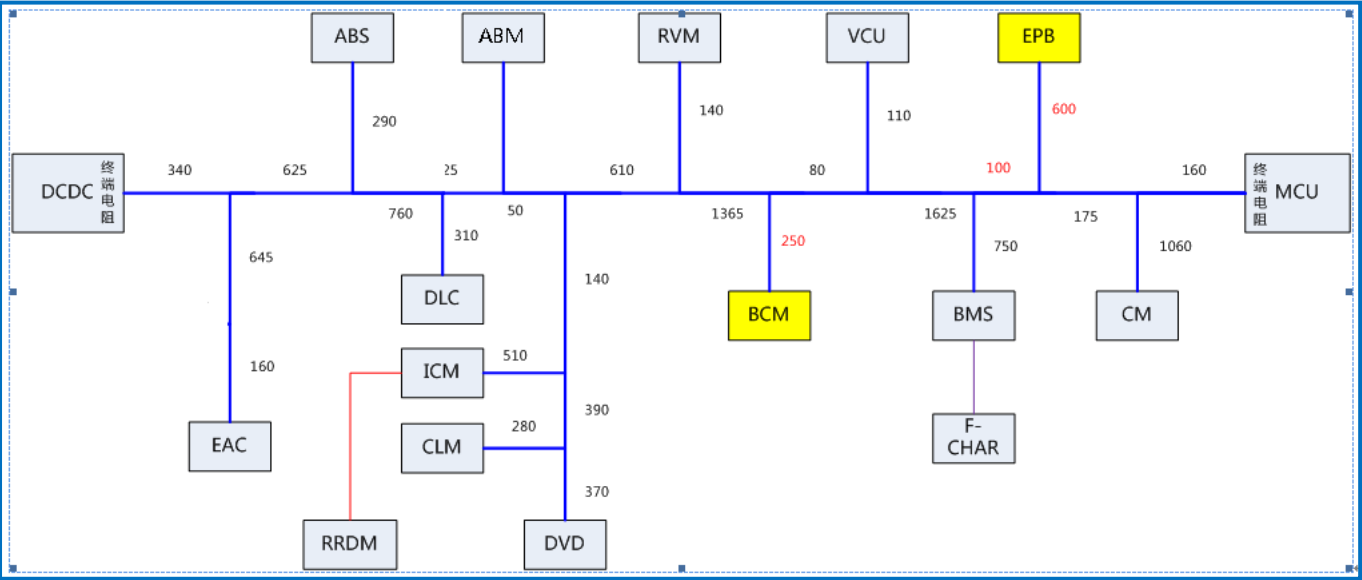 ABS
ABM
RVM
VCU
EPB
290
140
110
600
DCDC
终端电阻
340
625
25
610
80
100
160
终端电阻
MCU
760
50
1365
1625
175
310
250
750
1060
645
140
DLC
BCM
BMS
CM
510
160
ICM
390
280
F-
CHAR
EAC
CLM
370
RRDM
DVD